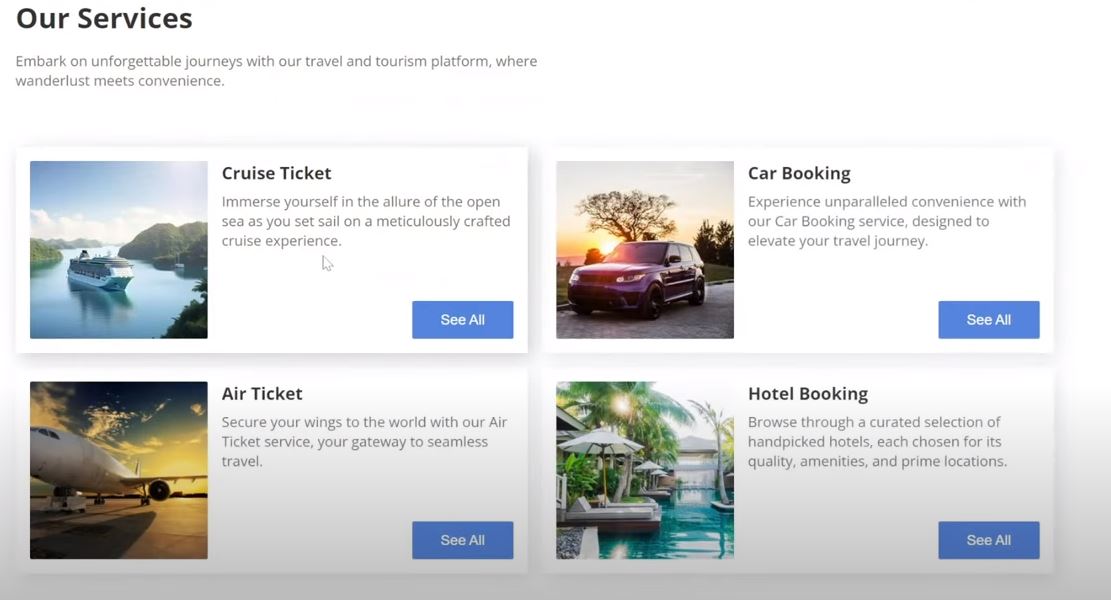 Our Services
Embark on unforgettable journeys with our travel and tourism platform, where
wanderlust meets convenience.
Cruise Ticket
Immerse yourself in the allure of the open
sea as you set sail on a meticulously crafted
cruise experience.
See All
Car Booking
Experience unparalleled convenience with
our Car Booking service, designed to
elevate your travel journey.
See All
Air Ticket
Secure your wings to the world with our Air
Ticket service, your gateway to seamless
travel.
See All
Hotel Booking
Browse through a curated selection of
handpicked hotels, each chosen for its
quality, amenities, and prime locations.
See All